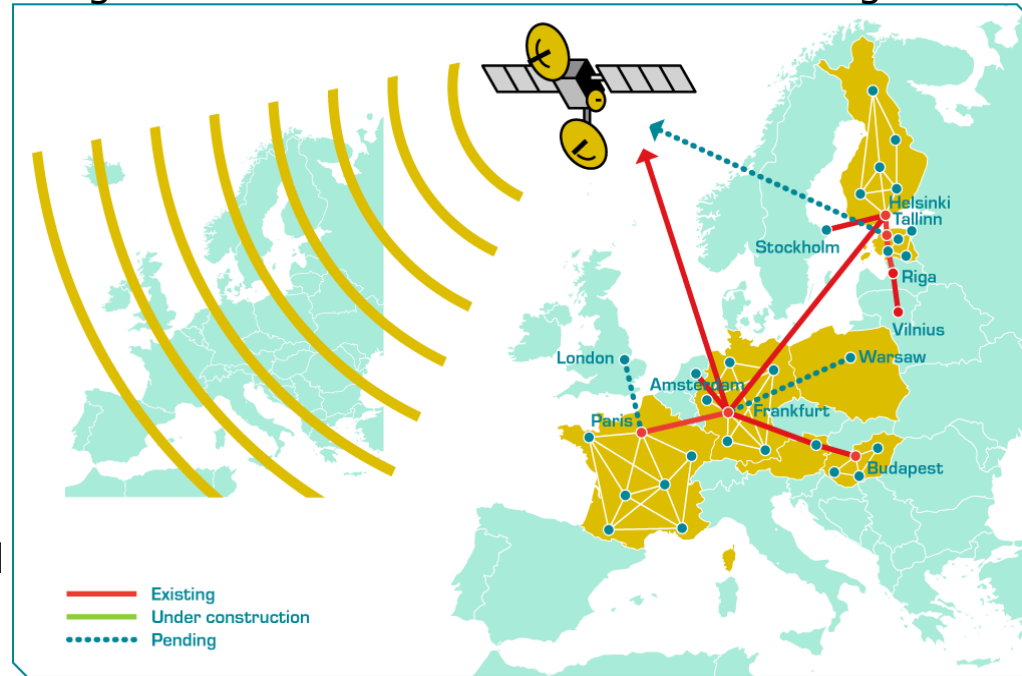 Helsinki
Tallinn
Stockholm
Riga
Vilnius
London
Warsaw
Amsterdam
Paris
Frankfurt
Budapest
Existing
Under construction
Pending